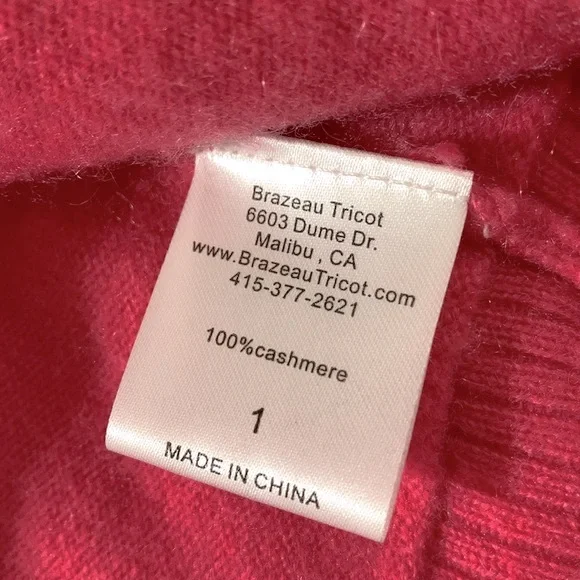 Brazeau Tricot
6603 Dume Dr.
Malibu , CA
www.BrazeauTricot.com
415-377-2621
100%cashmere
1
MADE IN CHINA